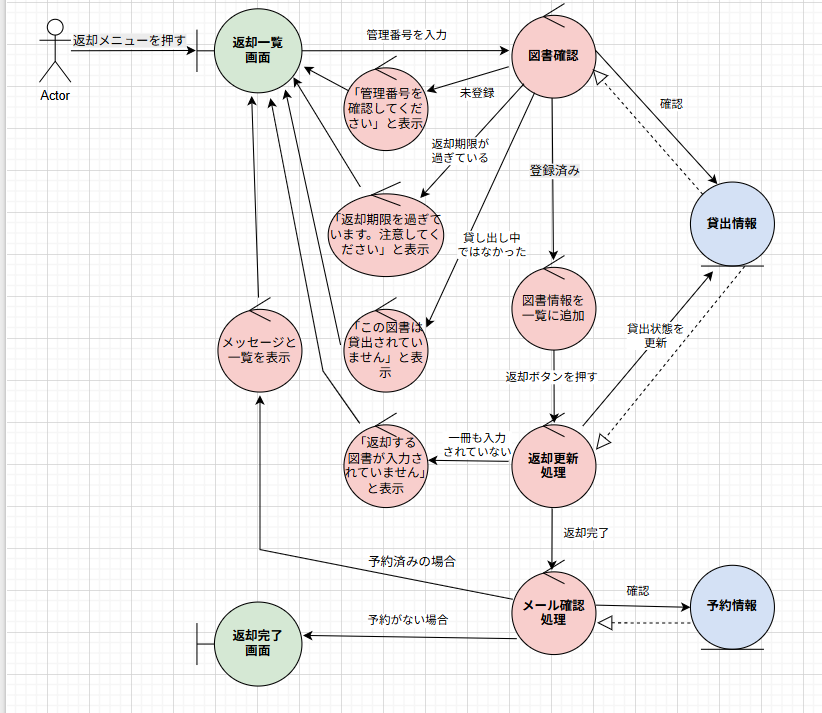 返却メニューを押す
Actor
返却一覧
画面
管理番号を入力
図書確認
「管理番号を
確認してくだ
さい」と表示
未登録
確認
返却期限が
過ぎている
登録済み
「返却期限を過ぎて
います。注意してく
ださい」と表示
貸し出し中
ではなかった
貸出情報
図書情報を
一覧に追加
メッセージと
一覧を表示
「この図書は
貸出されてい
ません」と表
示
貸出状態を
更新
返却ボタンを押す
「返却する
図書が入力さ
れていません」
と表示
一冊も入力
されていない
返却更新
処理
返却完了
予約済みの場合
メール確認
処理
確認
予約情報
予約がない場合
返却完了
画面